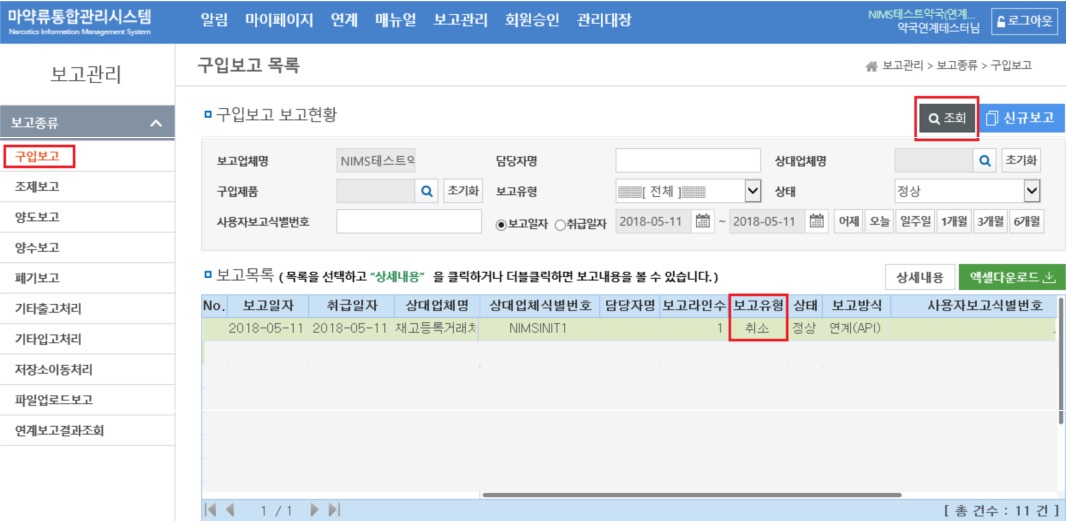 마약류통합관리시스템
Narcotics Information Management System
알림 마이페이지 연계 매뉴얼 보고관리 회원승인 관리대장
NIMS테스트약국(연계...
약국연계테스터님
로그아웃
보고관리
보고종류
구입보고
조제보고
양도보고
양수보고
폐기보고
기타출고처리
기타입고처리
저장소이동처리
파일업로드보고
연계보고결과조회
구입보고 목록
보고관리 > 보고종류 > 구입보고
구입보고 보고현황
조회 신규보고
보고업체명 NIMS테스트약 담당자명 상대업체명 초기화
구입제품 초기화 보고유형 [ 전체 ] 상태 정상
사용자보고식별번호 보고일자 취급일자 2018-05-11 ~ 2018-05-11 어제 오늘 일주일 1개월 3개월 6개월
보고목록 ( 목록을 선택하고 "상세내용" 을 클릭하거나 더블클릭하면 보고내용을 볼 수 있습니다.)
상세내용 엑셀다운로드
No. 보고일자 취급일자 상대업체명 상대업체식별번호 담당자명 보고라인수 보고유형 상태 보고방식 사용자보고식별번호
2018-05-11 2018-05-11 재고등록거래처 NIMSINIT1 1 취소 정상 연계(API)
1 / 1
[ 총 건수 : 11 건 ]